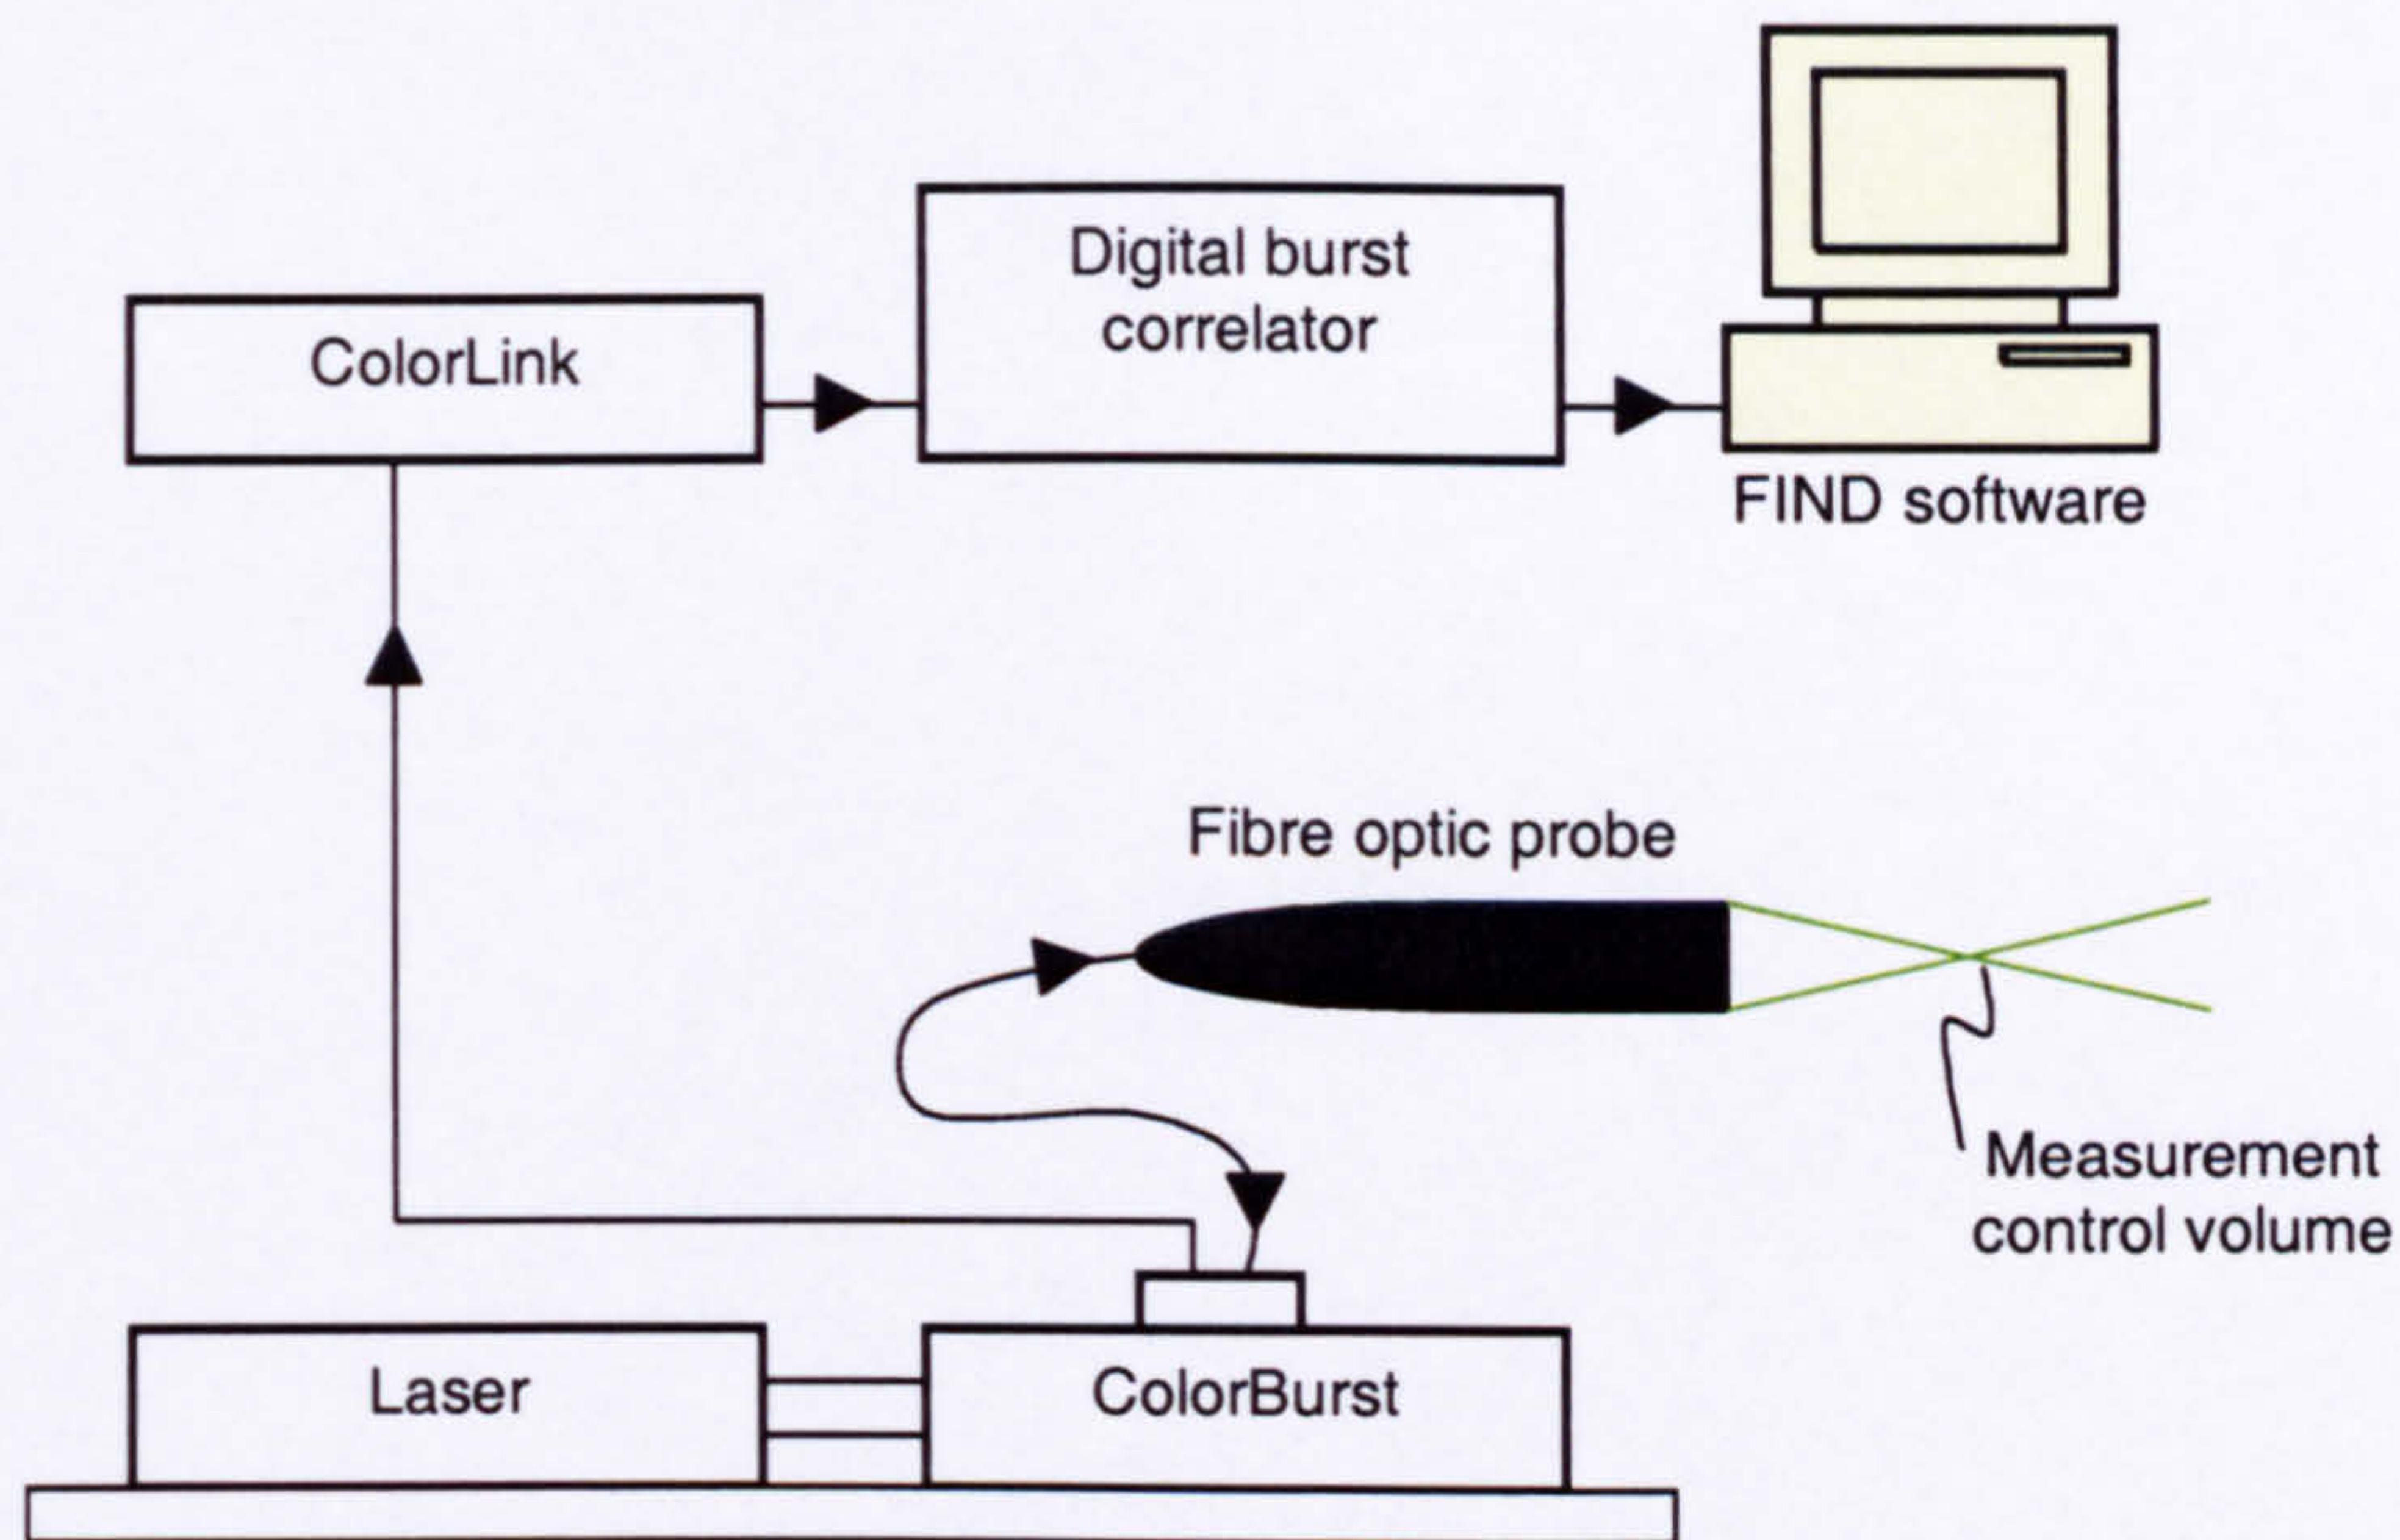 Digital burst
correlator
ColorLink
FIND software
Fibre optic probe
Measurement
control volume
Laser
ColorBurst